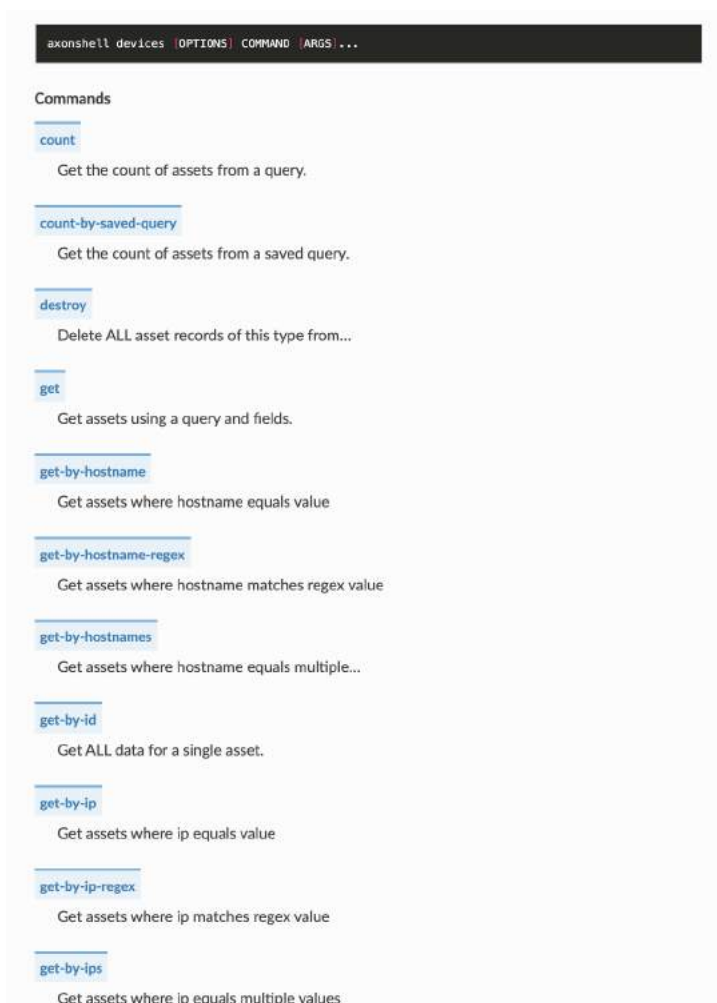 axonshell devices [OPTIONS] COMMAND [ARGS]...
Commands
count
Get the count of assets from a query.
count-by-saved-query
Get the count of assets from a saved query.
destroy
Delete ALL asset records of this type from...
get
Get assets using a query and fields.
get-by-hostname
Get assets where hostname equals value
get-by-hostname-regex
Get assets where hostname matches regex value
get-by-hostnames
Get assets where hostname equals multiple...
get-by-id
Get ALL data for a single asset.
get-by-ip
Get assets where ip equals value
get-by-ip-regex
Get assets where ip matches regex value
get-by-ips
Get assets where ip equals multiple values